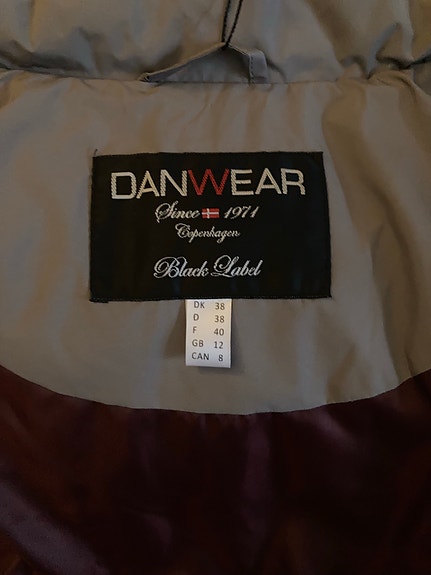 DANWEAR
Since 1971
Copenhagen
Black Label
DK 38
D 38
F 40
GB 12
CAN 8